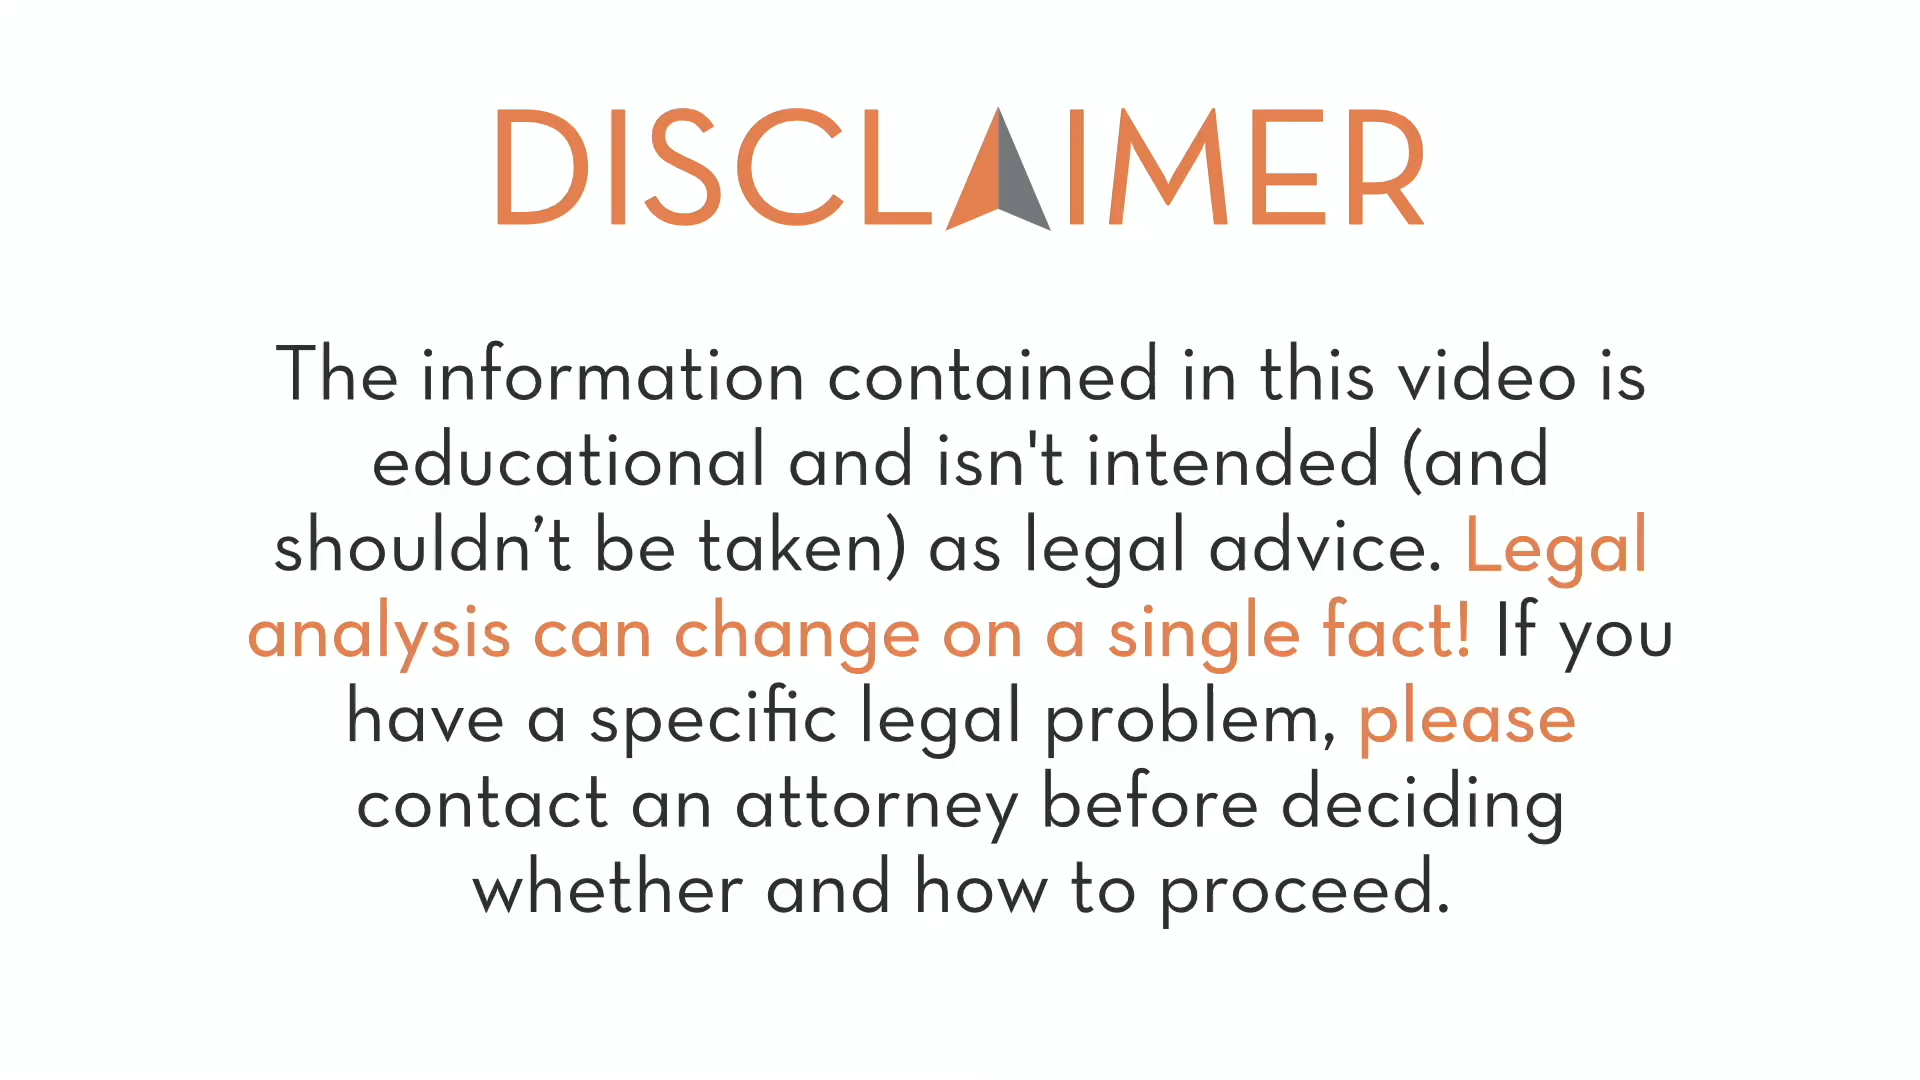 DISCLAIMER
The information contained in this video is
educational and isn't intended (and
shouldn’t be taken) as legal advice. Legal
analysis can change on a single fact! If you
have a specific legal problem, please
contact an attorney before deciding
whether and how to proceed.